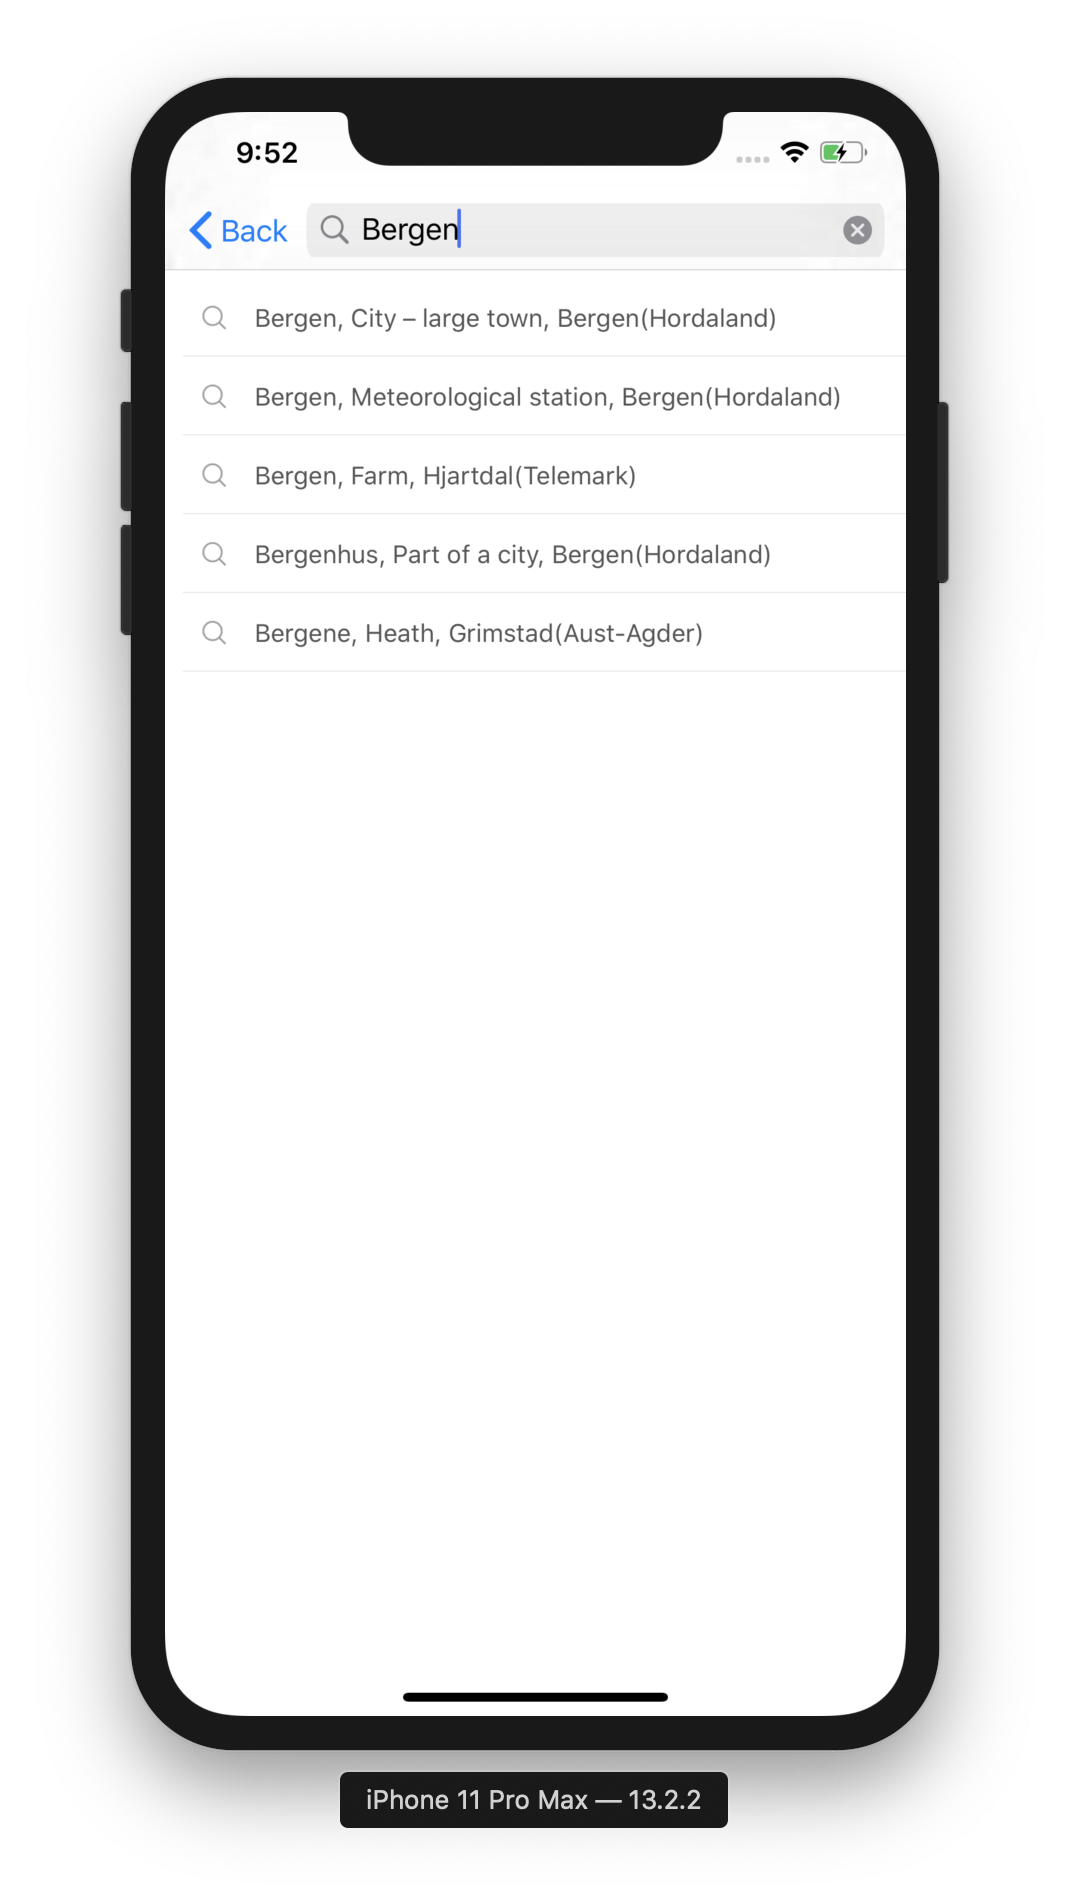 9:52
Back
Bergen
Bergen, City – large town, Bergen(Hordaland)
Bergen, Meteorological station, Bergen(Hordaland)
Bergen, Farm, Hjartdal(Telemark)
Bergenhus, Part of a city, Bergen(Hordaland)
Bergene, Heath, Grimstad(Aust-Agder)
iPhone 11 Pro Max — 13.2.2